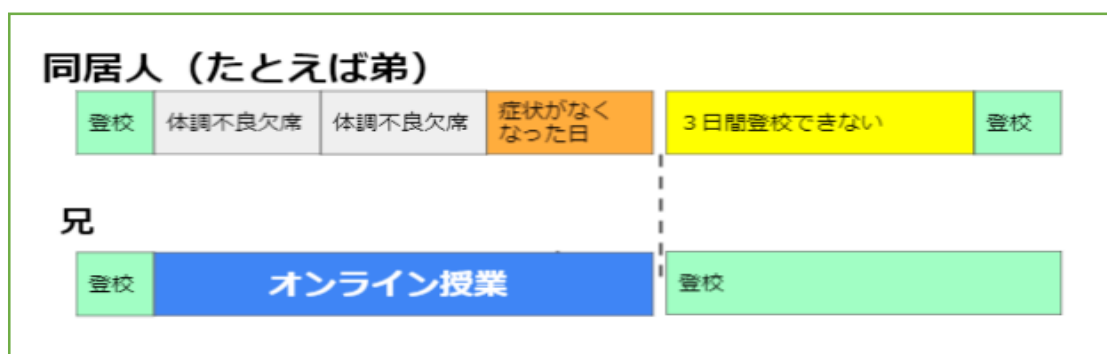 同居人（たとえば弟）
登校
体調不良欠席
体調不良欠席
症状がなく
なった日
３日間登校できない
登校
兄
登校
オンライン授業
登校